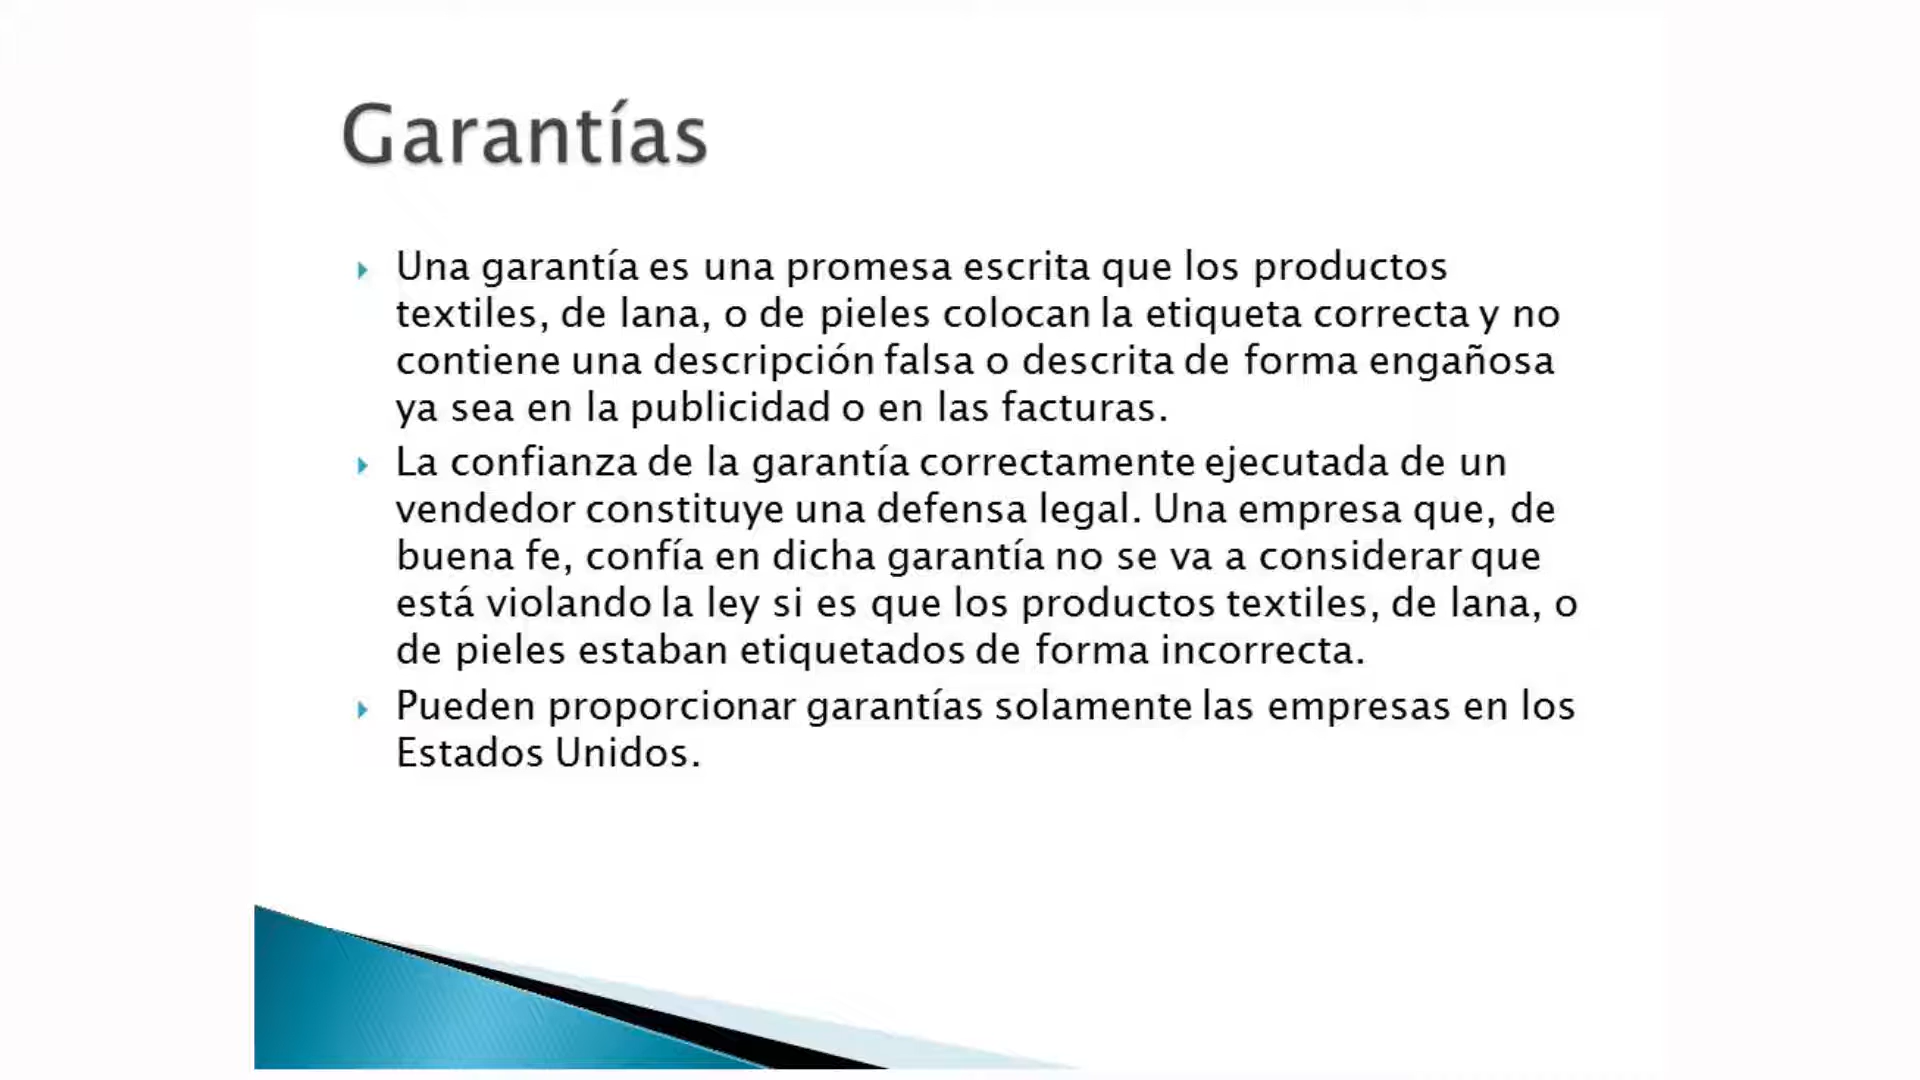 Garantías
Una garantía es una promesa escrita que los productos
textiles, de lana, o de pieles colocan la etiqueta correcta y no
contiene una descripción falsa o descrita de forma engañosa
ya sea en la publicidad o en las facturas.
La confianza de la garantía correctamente ejecutada de un
vendedor constituye una defensa legal. Una empresa que, de
buena fe, confía en dicha garantía no se va a considerar que
está violando la ley si es que los productos textiles, de lana, o
de pieles estaban etiquetados de forma incorrecta.
Pueden proporcionar garantías solamente las empresas en los
Estados Unidos.